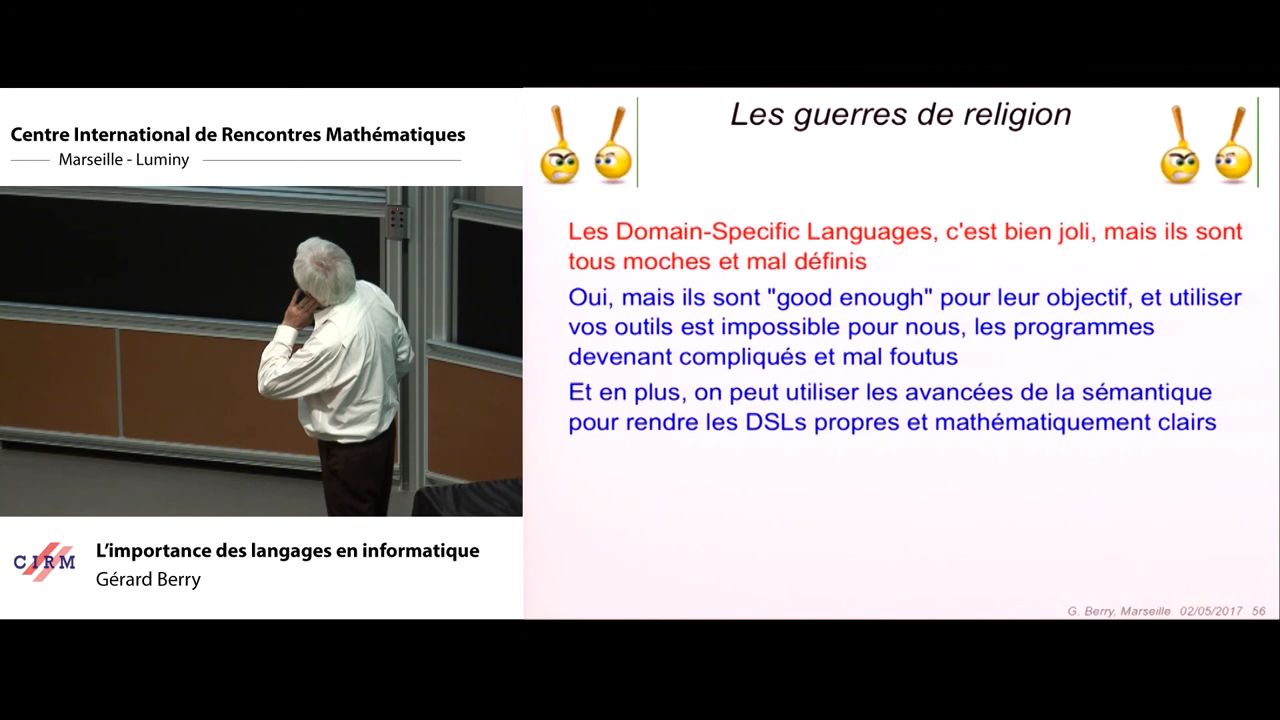 Centre International de Rencontres Mathématiques
Marseille - Luminy
CIRM
L'importance des langages en informatique
Gérard Berry
Les guerres de religion
Les Domain-Specific Languages, c'est bien joli, mais ils sont
tous moches et mal définis
Oui, mais ils sont "good enough" pour leur objectif, et utiliser
vos outils est impossible pour nous, les programmes
devenant compliqués et mal foutus
Et en plus, on peut utiliser les avancées de la sémantique
pour rendre les DSLs propres et mathématiquement clairs
G. Berry, Marseille 02/05/2017 56